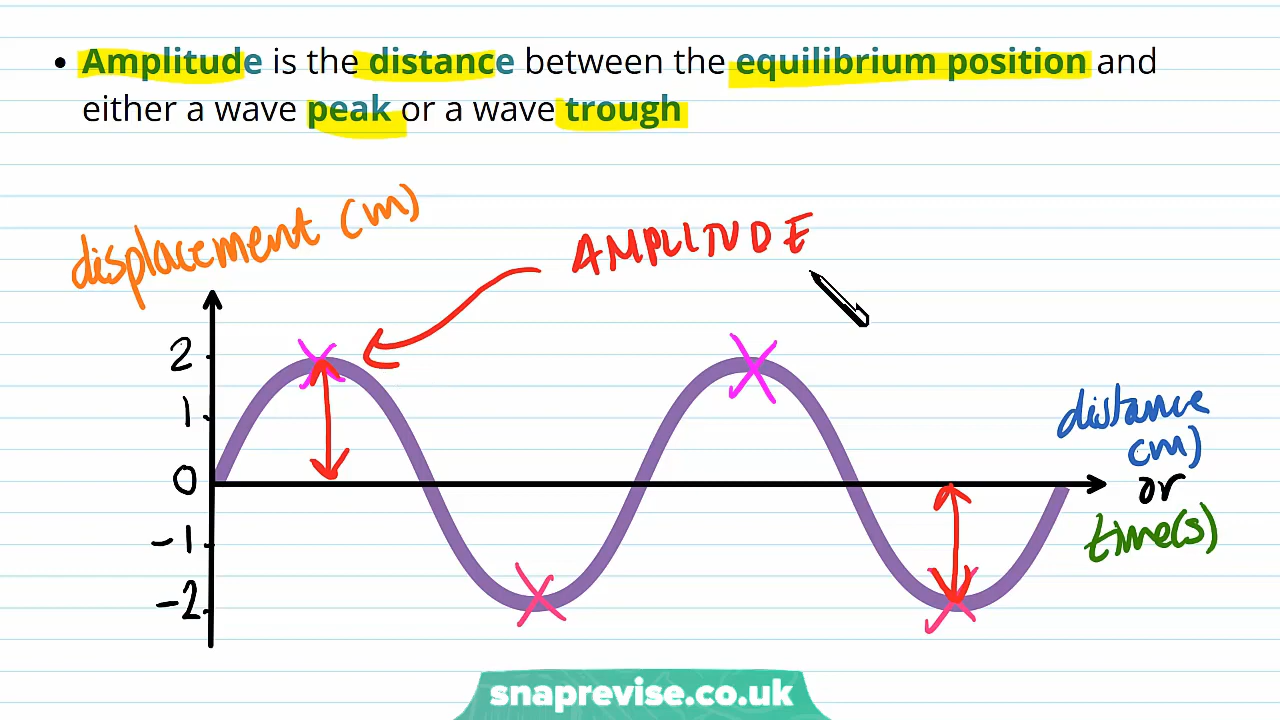 • Amplitude is the distance between the equilibrium position and
either a wave peak or a wave trough
displacement (m)
AMPLITUDE
2
1
0
-1
-2
distance
(m)
or
time(s)
snaprevise.co.uk